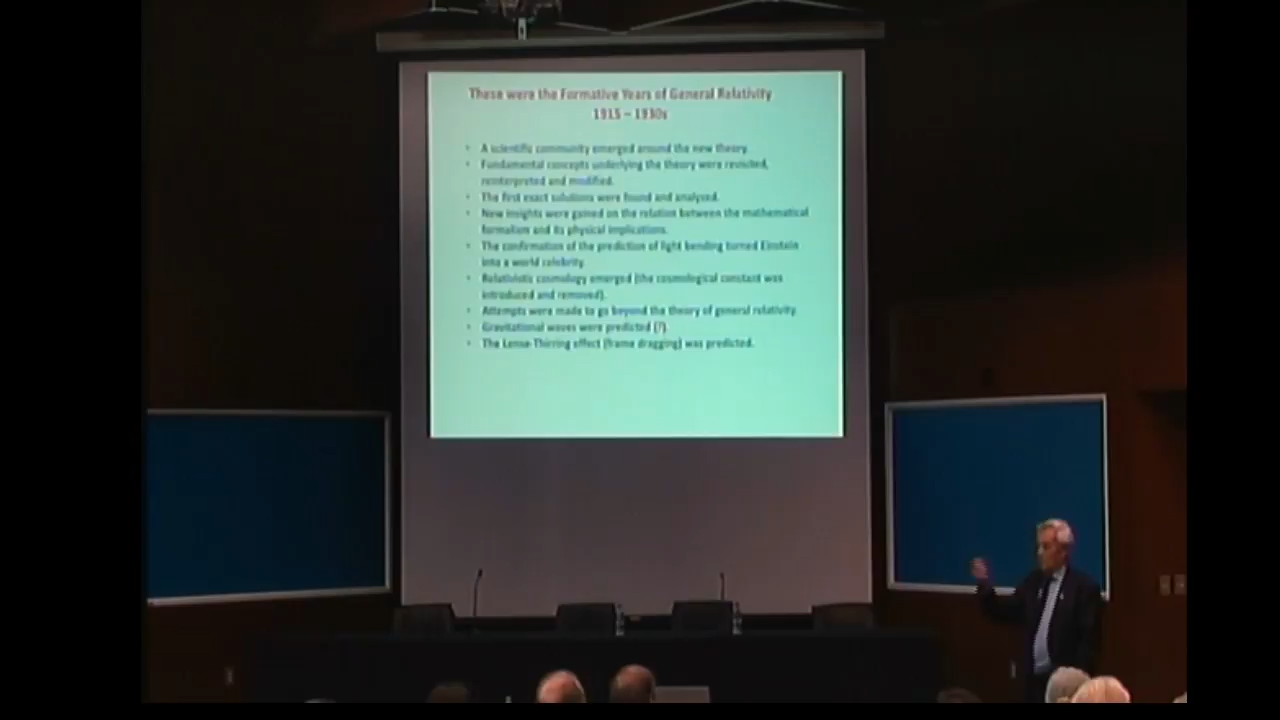 These were the Formative Years of General Relativity
1915 – 1930s
• A scientific community emerged around the new theory.
• Fundamental concepts underlying the theory were revisited,
reinterpreted and modified.
• The first exact solutions were found and analyzed.
• New insights were gained on the relation between the mathematical
formalism and its physical implications.
• The confirmation of the prediction of light bending turned Einstein
into a world celebrity.
• Relativistic cosmology emerged (the cosmological constant was
introduced and removed).
• Attempts were made to go beyond the theory of general relativity.
• Gravitational waves were predicted (?).
• The Lense-Thirring effect (frame dragging) was predicted.